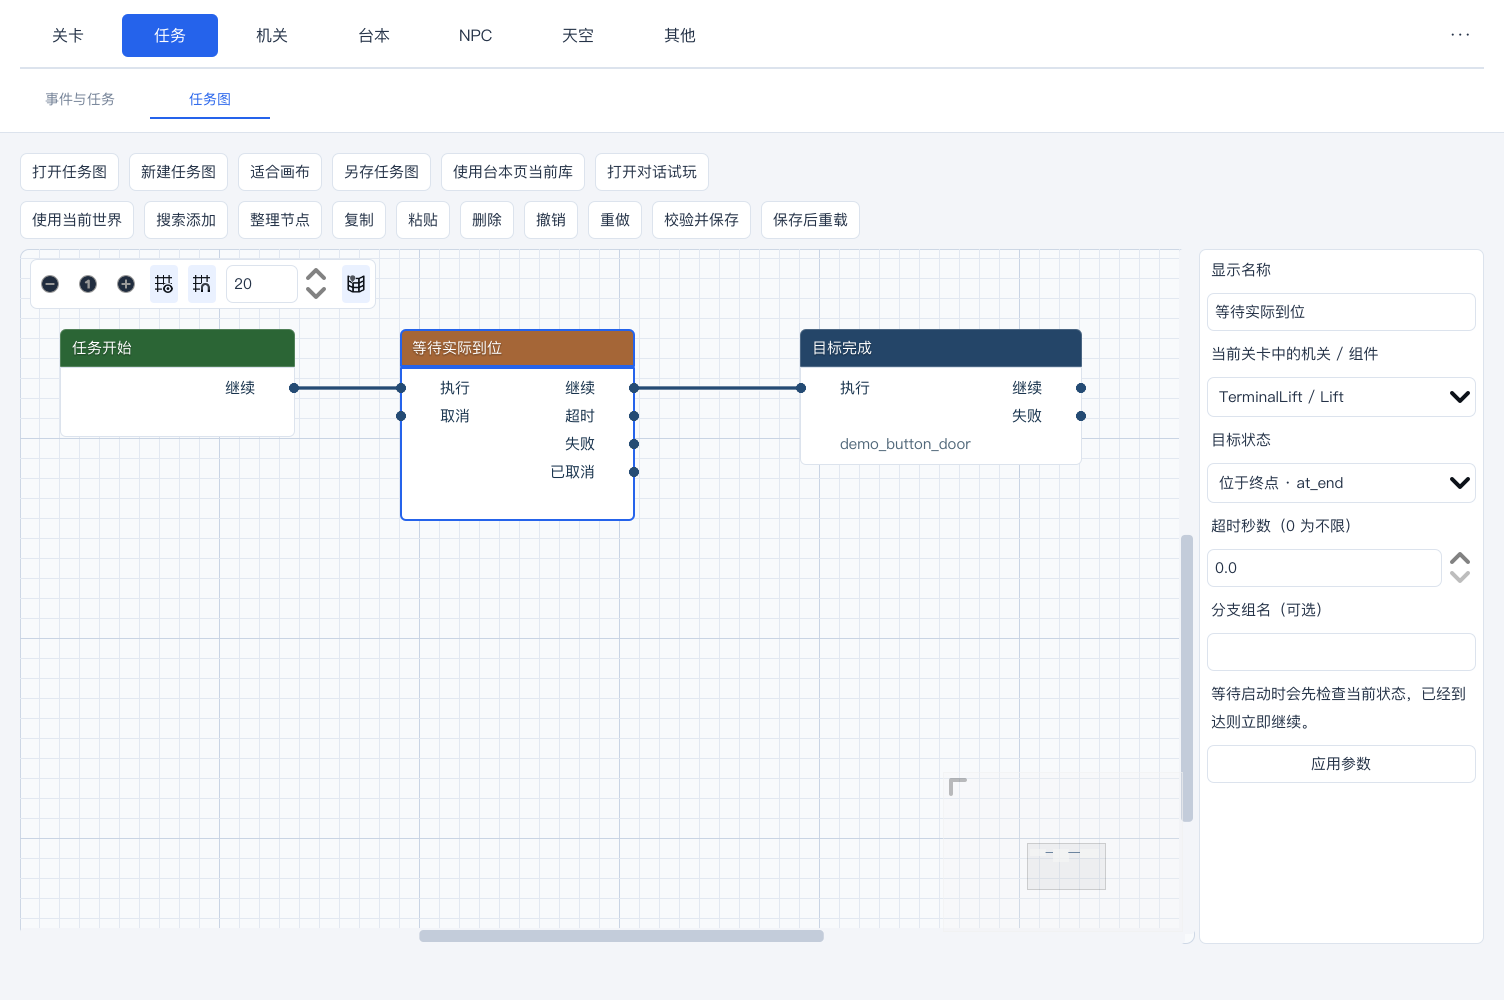 关卡
任务
机关
台本
NPC
天空
其他
···
事件与任务
任务图
打开任务图
新建任务图
适合画布
另存任务图
使用台本页当前库
打开对话试玩
使用当前世界
搜索添加
整理节点
复制
粘贴
删除
撤销
重做
校验并保存
保存后重载
1
20
任务开始
继续
等待实际到位
执行
继续
取消
超时
失败
已取消
目标完成
执行
继续
失败
demo_button_door
显示名称
等待实际到位
当前关卡中的机关 / 组件
TerminalLift / Lift
目标状态
位于终点 · at_end
超时秒数（0 为不限）
0.0
分支组名（可选）
等待启动时会先检查当前状态，已经到
达则立即继续。
应用参数